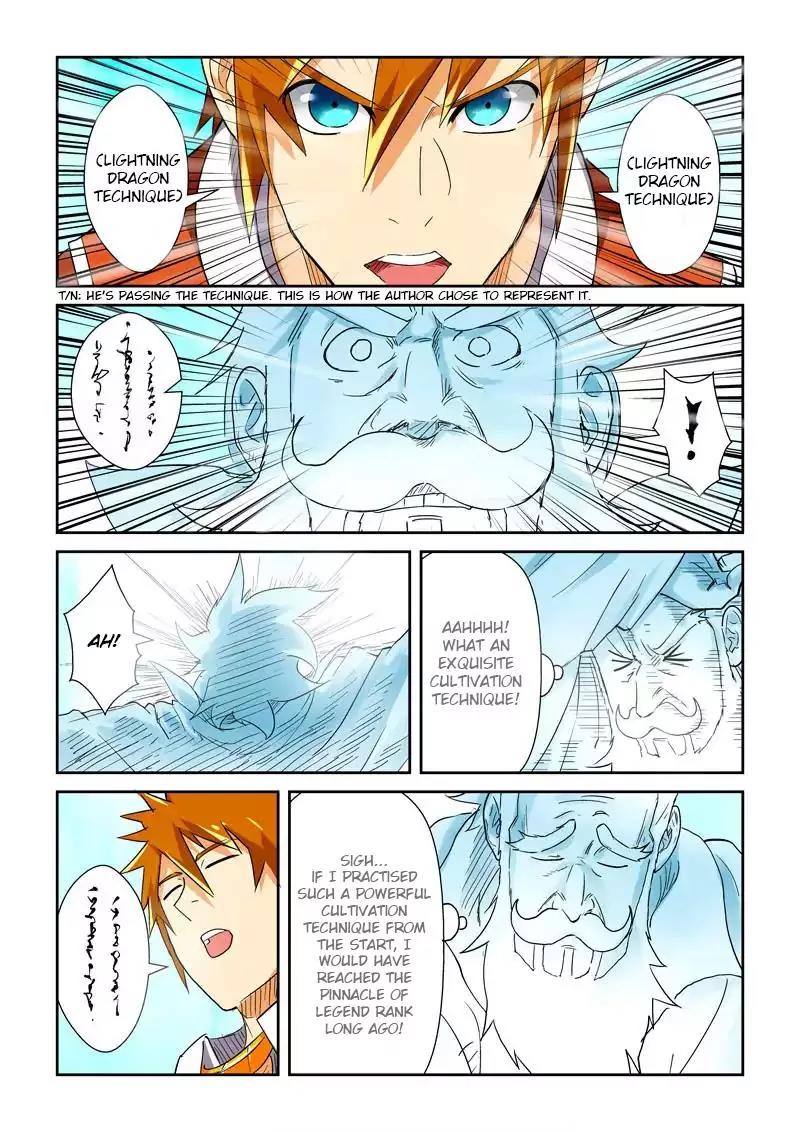 (LIGHTNING
DRAGON
TECHNIQUE)
(LIGHTNING
DRAGON
TECHNIQUE)
T/N: HE'S PASSING THE TECHNIQUE. THIS IS HOW THE AUTHOR CHOSE TO REPRESENT IT.
!
AH!
AAHHHH!
WHAT AN
EXQUISITE
CULTIVATION
TECHNIQUE!
SIGH...
IF I PRACTISED
SUCH A POWERFUL
CULTIVATION
TECHNIQUE
FROM THE
START, I
WOULD HAVE
REACHED THE
PINNACLE OF
LEGEND RANK
LONG AGO!